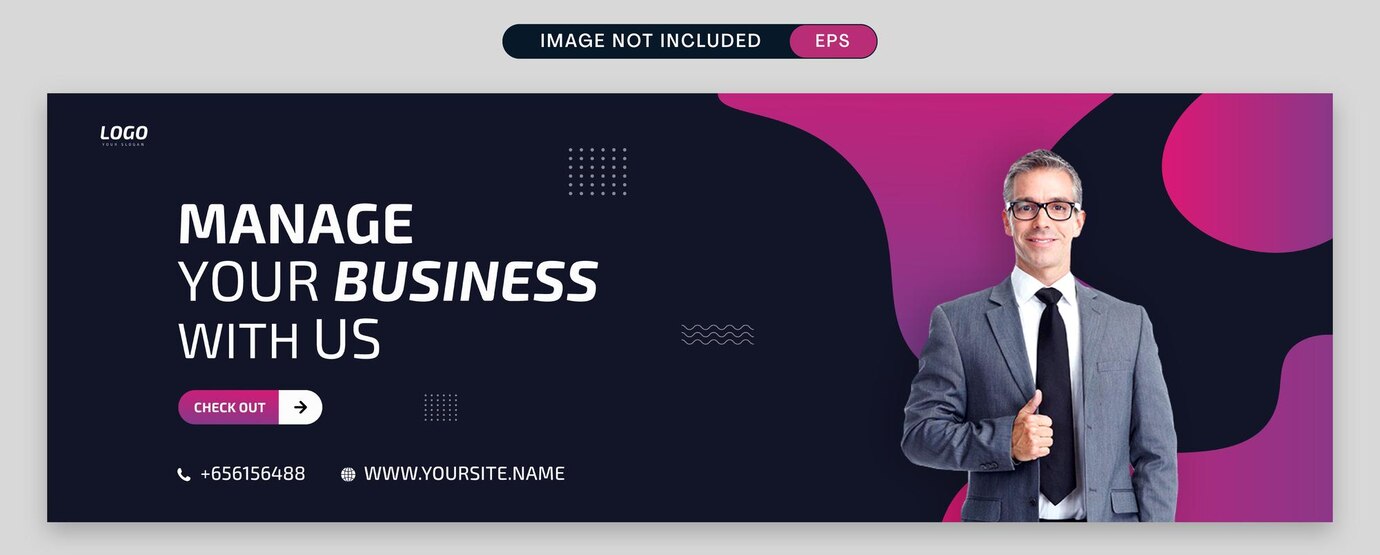 IMAGE NOT INCLUDED EPS
LOGO
YOUR SLOGAN
MANAGE
YOUR BUSINESS
WITH US
CHECK OUT
+656156488 WWW.YOURSITE.NAME